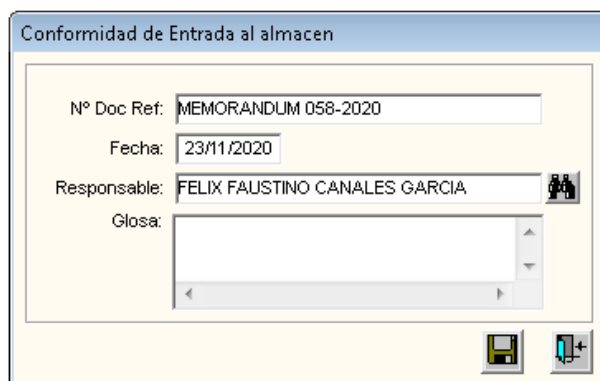 Conformidad de Entrada al almacen
Nº Doc Ref: MEMORANDUM 058-2020
Fecha: 23/11/2020
Responsable: FELIX FAUSTINO CANALES GARCIA
Glosa: